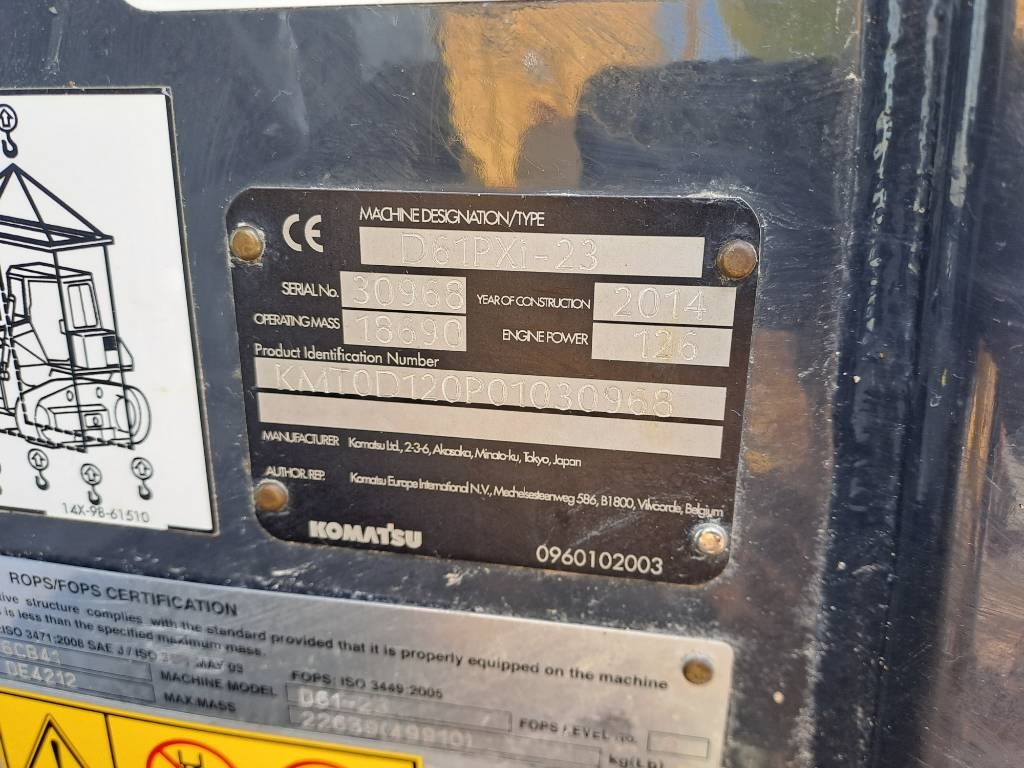 CE
MACHINE DESIGNATION/TYPE
D61PXi-23
SERIAL No. 30968 YEAR OF CONSTRUCTION 2014
OPERATING MASS 18690 ENGINE POWER 126
Product Identification Number
KMT0D120P01030968
MANUFACTURER Komatsu Ltd., 2-3-6, Akasaka, Minato-ku, Tokyo, Japan
AUTHOR. REP. Komatsu Europe International N.V., Mechelsesteenweg 586, B1800, Vilvoorde, Belgium
KOMATSU
0960102003
14X-98-61510
ROPS/FOPS CERTIFICATION
structure complies with the standard provided that it is properly equipped on the machine
is less than the specified maximum mass.
ISO 3471:2008 SAE J / ISO MAY 03 FOPS : ISO 3449:2005
MACHINE MODEL D61-23 FOPS / LEVEL no.
DE4212 MAX.MASS 22639(49910) kg(Lb)